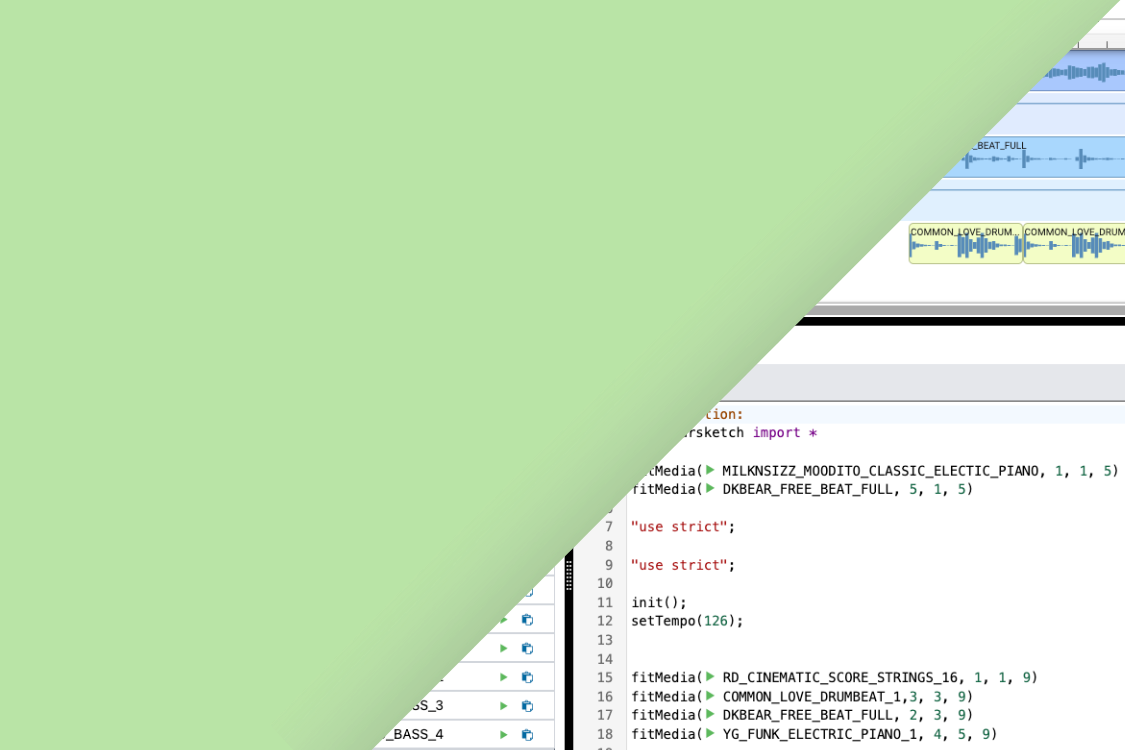 _BEAT_FULL
COMMON_LOVE_DRUM... COMMON_LOVE_DRUM
tion:
rsketch import *
tMedia( MILKNSIZZ_MOODITO_CLASSIC_ELECTIC_PIANO, 1, 1, 5)
fitMedia( DKBEAR_FREE_BEAT_FULL, 5, 1, 5)
7 "use strict";
8
9 "use strict";
10
11 init();
12 setTempo(126);
13
14
15 fitMedia( RD_CINEMATIC_SCORE_STRINGS_16, 1, 1, 9)
16 fitMedia( COMMON_LOVE_DRUMBEAT_1,3, 3, 9)
17 fitMedia( DKBEAR_FREE_BEAT_FULL, 2, 3, 9)
18 fitMedia( YG_FUNK_ELECTRIC_PIANO_1, 4, 5, 9)
SS_3
_BASS_4